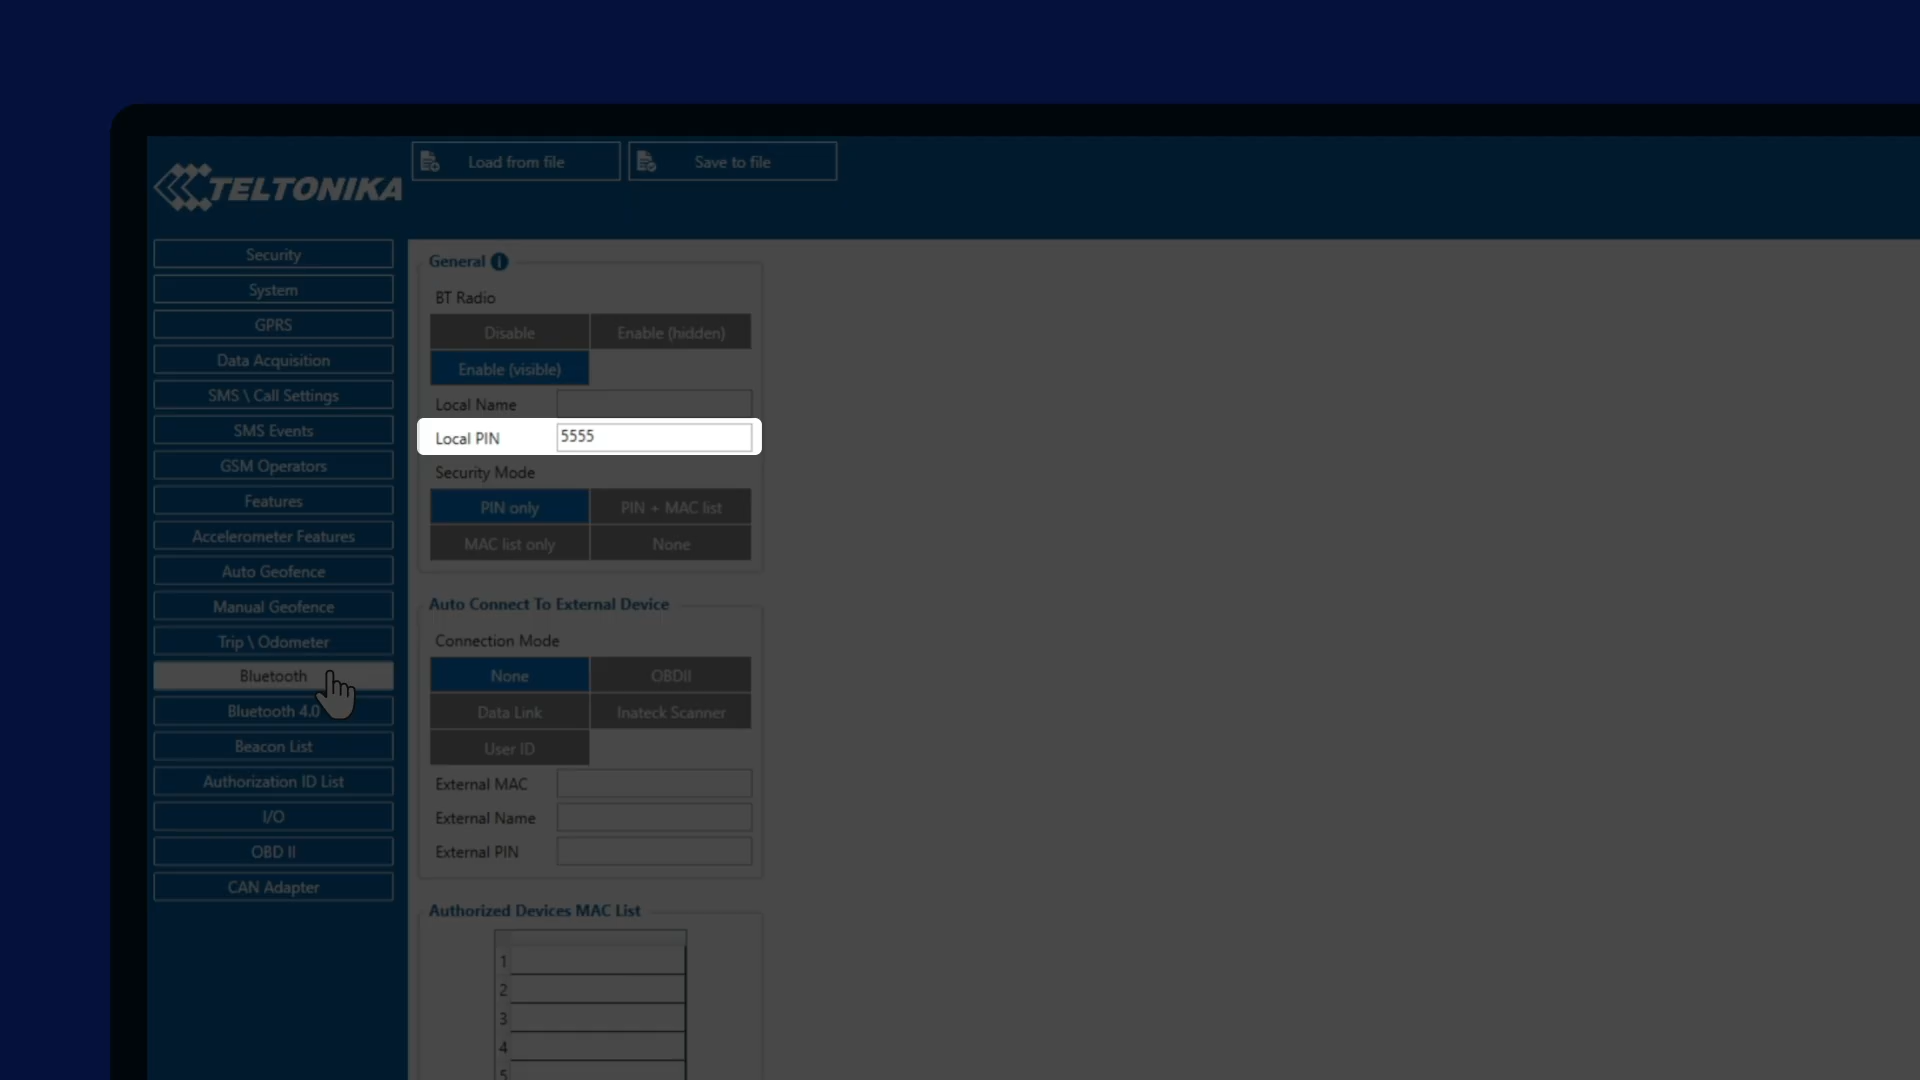 TELTONIKA
Load from file
Save to file
Security
System
GPRS
Data Acquisition
SMS \ Call Settings
SMS Events
GSM Operators
Features
Accelerometer Features
Auto Geofence
Manual Geofence
Trip \ Odometer
Bluetooth
Bluetooth 4.0
Beacon List
Authorization ID List
I/O
OBD II
CAN Adapter
General i
BT Radio
Disable
Enable (hidden)
Enable (visible)
Local Name
Local PIN 5555
Security Mode
PIN only
PIN + MAC list
MAC list only
None
Auto Connect To External Device
Connection Mode
None
OBDII
Data Link
Inateck Scanner
User ID
External MAC
External Name
External PIN
Authorized Devices MAC List
1
2
3
4
5